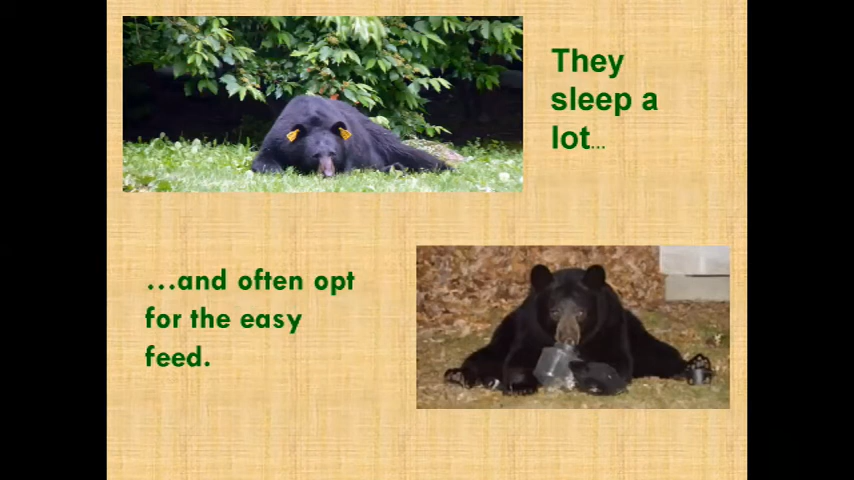 They
sleep a
lot...
...and often opt
for the easy
feed.